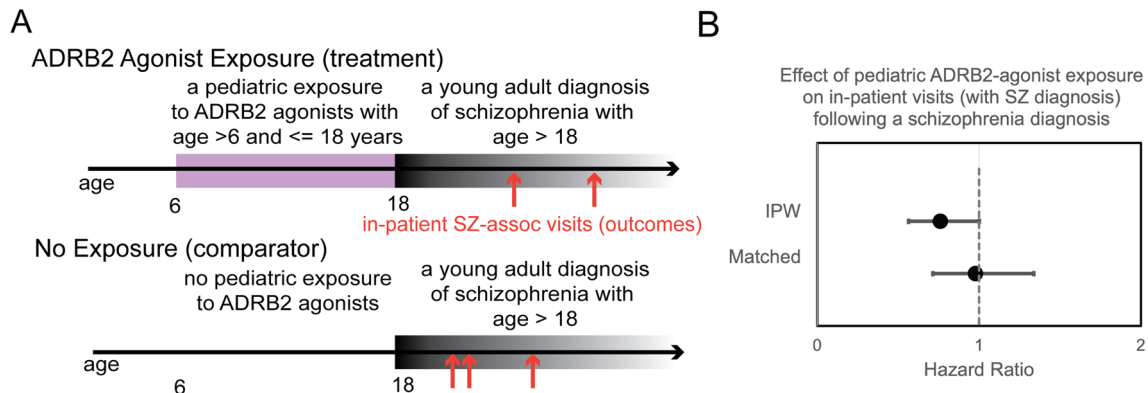 A
ADRB2 Agonist Exposure (treatment)
a pediatric exposure
to ADRB2 agonists with
age >6 and <= 18 years
a young adult diagnosis
of schizophrenia with
age > 18
age
6
18
in-patient SZ-assoc visits (outcomes)
No Exposure (comparator)
no pediatric exposure
to ADRB2 agonists
a young adult diagnosis
of schizophrenia with
age > 18
age
6
18
B
Effect of pediatric ADRB2-agonist exposure
on in-patient visits (with SZ diagnosis)
following a schizophrenia diagnosis
IPW
Matched
0
1
2
Hazard Ratio